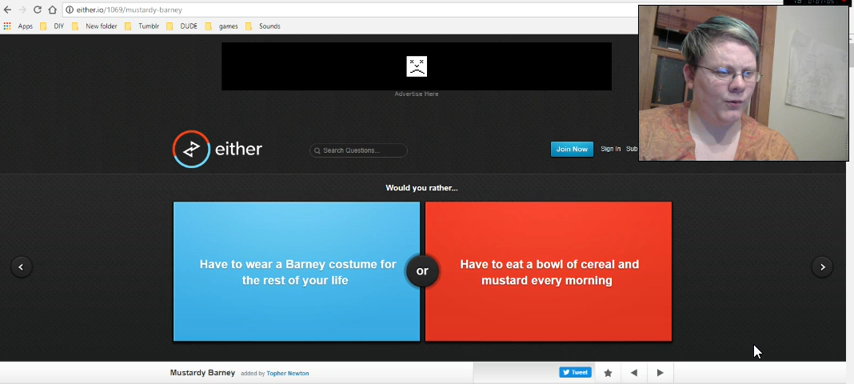 either.io/1069/mustardy-barney
Apps DIY New folder Tumblr DUDE games Sounds
Advertise Here
either
Search Questions...
Join Now Sign In Sub
Would you rather...
Have to wear a Barney costume for
the rest of your life
or
Have to eat a bowl of cereal and
mustard every morning
Mustardy Barney added by Topher Newton
Tweet